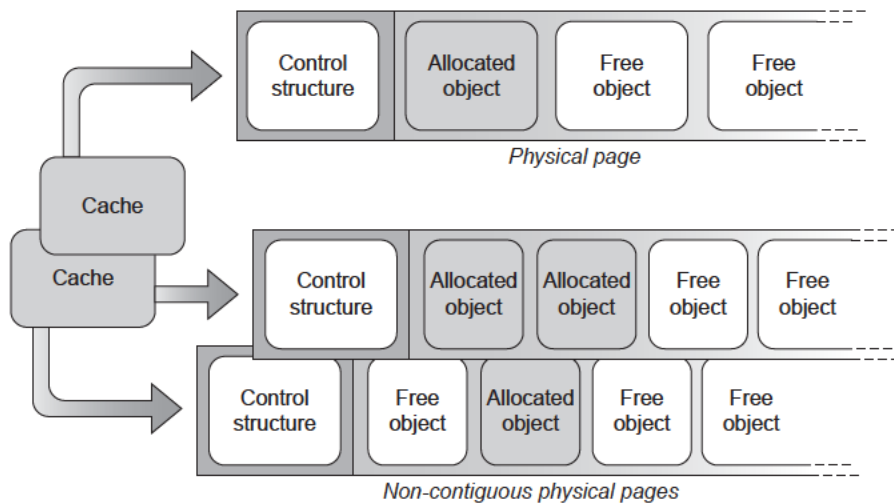 Control
structure
Allocated
object
Free
object
Free
object
Physical page
Cache
Cache
Control
structure
Allocated
object
Allocated
object
Free
object
Free
object
Control
structure
Free
object
Allocated
object
Free
object
Free
object
Non-contiguous physical pages